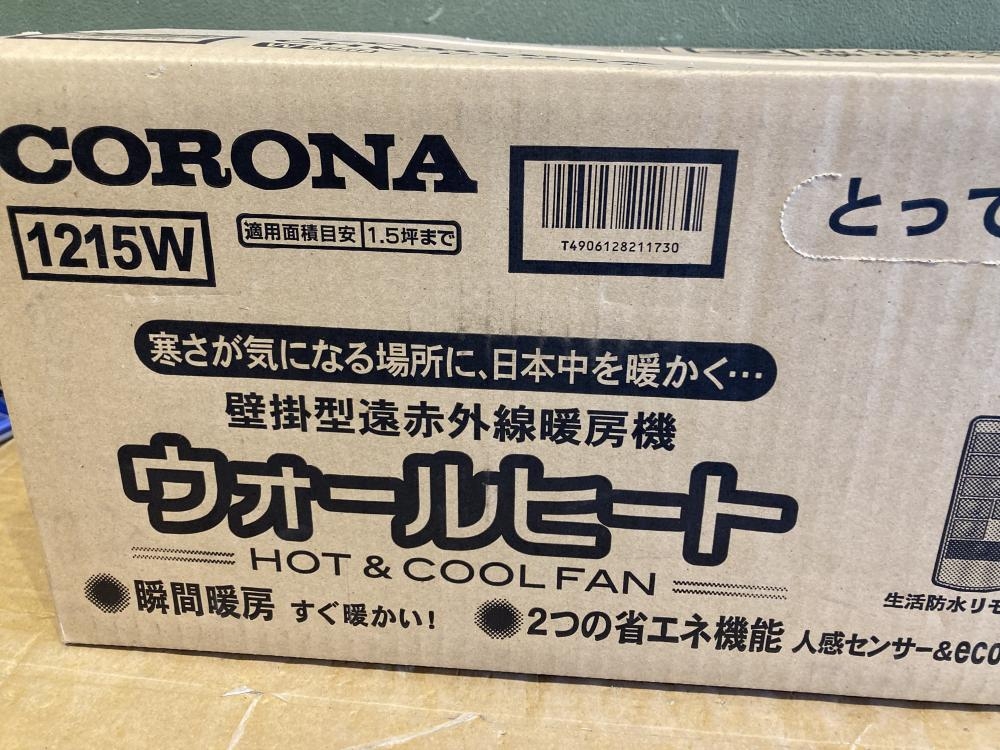 CORONA
1215W
適用面積目安 1.5坪まで
T4906128211730
とって
寒さが気になる場所に、日本中を暖かく…
壁掛型遠赤外線暖房機
ウォールヒート
HOT & COOL FAN
瞬間暖房 すぐ暖かい!
2つの省エネ機能 人感センサー&eco
生活防水リモ